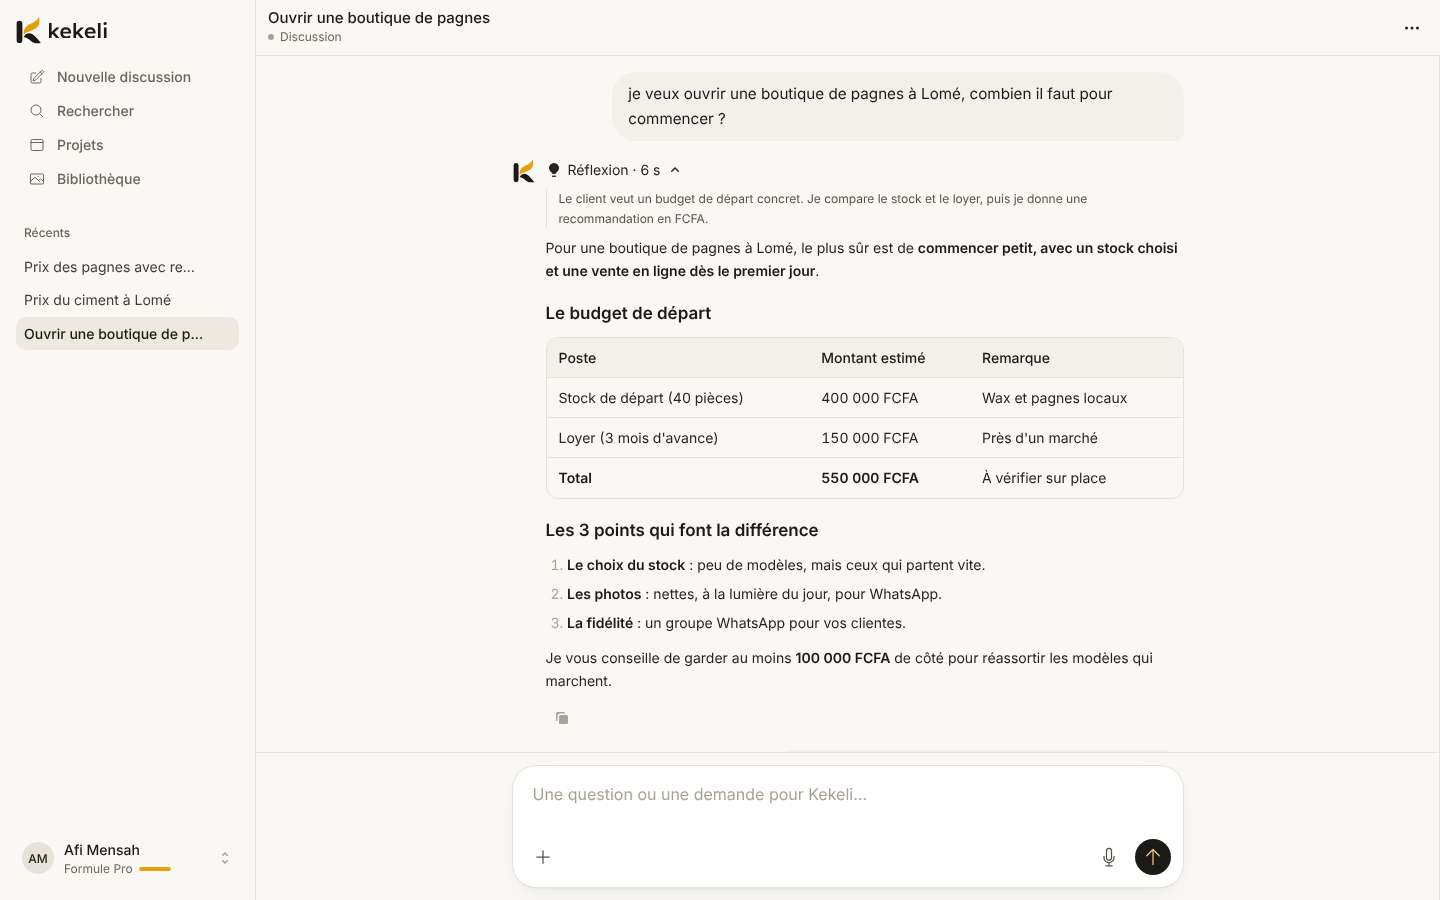 kekeli
Nouvelle discussion
Rechercher
Projets
Bibliothèque
Récents
Prix des pagnes avec re...
Prix du ciment à Lomé
Ouvrir une boutique de p...
AM
Afi Mensah
Formule Pro
Ouvrir une boutique de pagnes
Discussion
je veux ouvrir une boutique de pagnes à Lomé, combien il faut pour
commencer ?
Réflexion · 6 s
Le client veut un budget de départ concret. Je compare le stock et le loyer, puis je donne une
recommandation en FCFA.
Pour une boutique de pagnes à Lomé, le plus sûr est de commencer petit, avec un stock choisi
et une vente en ligne dès le premier jour.
Le budget de départ
Poste Montant estimé Remarque
Stock de départ (40 pièces) 400 000 FCFA Wax et pagnes locaux
Loyer (3 mois d'avance) 150 000 FCFA Près d'un marché
Total 550 000 FCFA À vérifier sur place
Les 3 points qui font la différence
1. Le choix du stock : peu de modèles, mais ceux qui partent vite.
2. Les photos : nettes, à la lumière du jour, pour WhatsApp.
3. La fidélité : un groupe WhatsApp pour vos clientes.
Je vous conseille de garder au moins 100 000 FCFA de côté pour réassortir les modèles qui
marchent.
Une question ou une demande pour Kekeli...